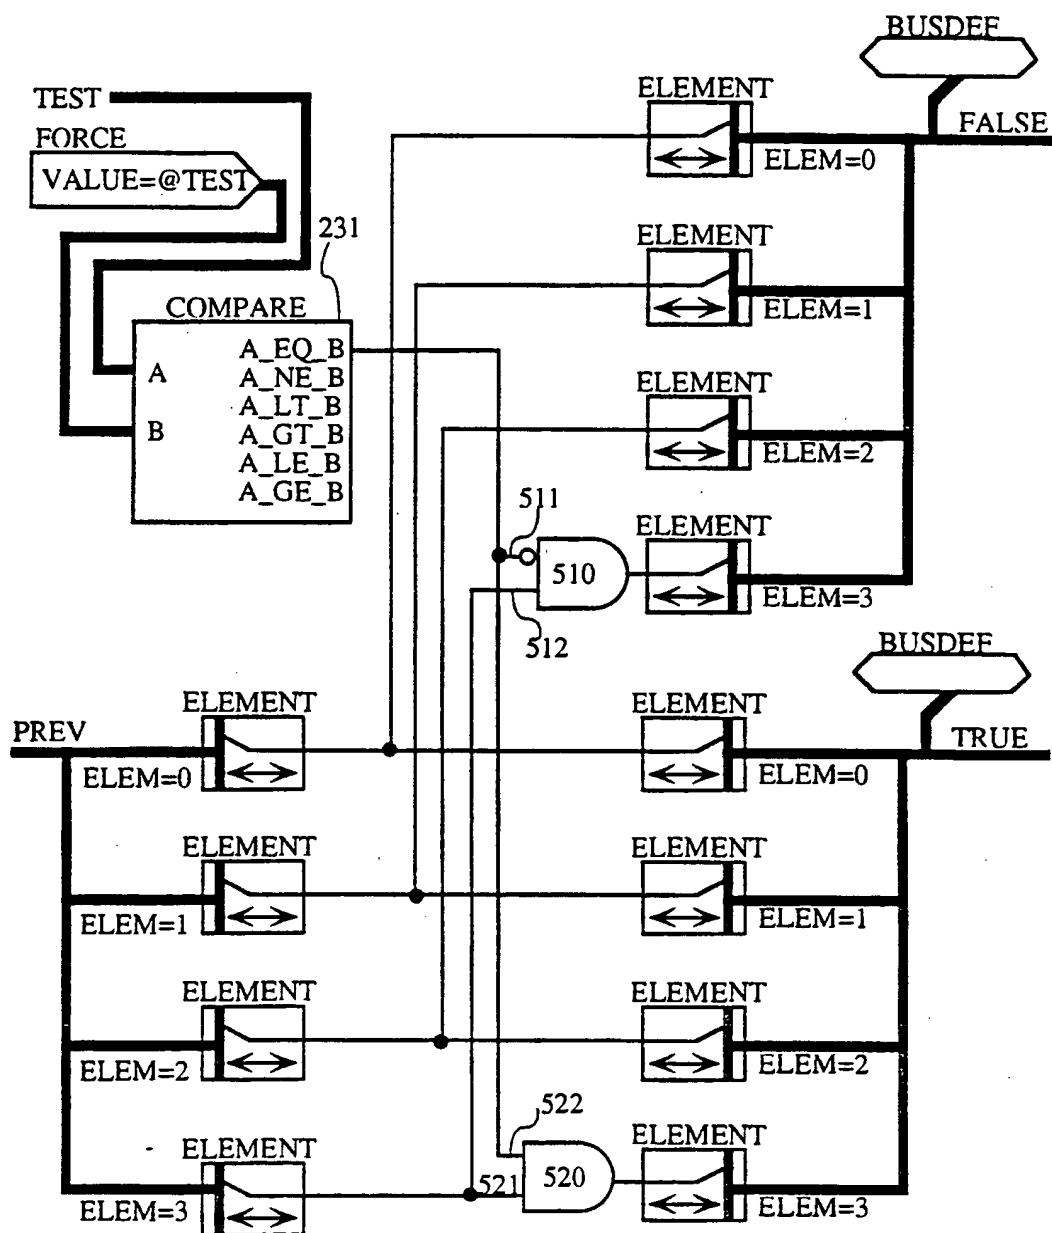 BUSDEF
ELEMENT
TEST
FORCE
FALSE
VALUE=@TEST
ELEM=0
231
ELEMENT
COMPARE
ELEM=1
A
B
A_EQ_B
A_NE_B
A_LT_B
A_GT_B
A_LE_B
A_GE_B
ELEMENT
ELEM=2
511
ELEMENT
510
ELEM=3
512
BUSDEF
PREV
ELEMENT
ELEMENT
TRUE
ELEM=0
ELEM=0
ELEMENT
ELEMENT
ELEM=1
ELEM=1
ELEMENT
ELEMENT
ELEM=2
ELEM=2
522
ELEMENT
ELEMENT
521
520
ELEM=3
ELEM=3